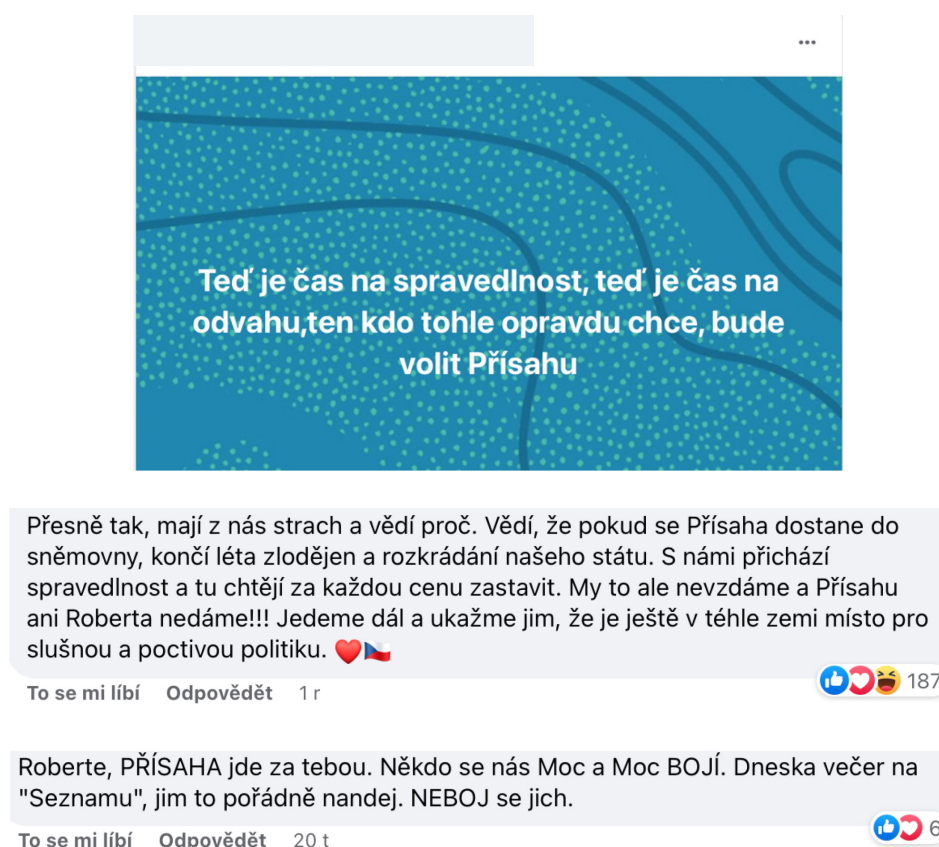 Teď je čas na spravedlnost, teď je čas na
odvahu,ten kdo tohle opravdu chce, bude
volit Přísahu
Přesně tak, mají z nás strach a vědí proč. Vědí, že pokud se Přísaha dostane do
sněmovny, končí léta zlodějen a rozkrádání našeho státu. S námi přichází
spravedlnost a tu chtějí za každou cenu zastavit. My to ale nevzdáme a Přísahu
ani Roberta nedáme!!! Jedeme dál a ukažme jim, že je ještě v téhle zemi místo pro
slušnou a poctivou politiku. ❤️🇨🇿
To se mi líbí Odpovědět 1 r 187
Roberte, PŘÍSAHA jde za tebou. Někdo se nás Moc a Moc BOJÍ. Dneska večer na
"Seznamu", jim to pořádně nandej. NEBOJ se jich.
To se mi líbí Odpovědět 20 t 6